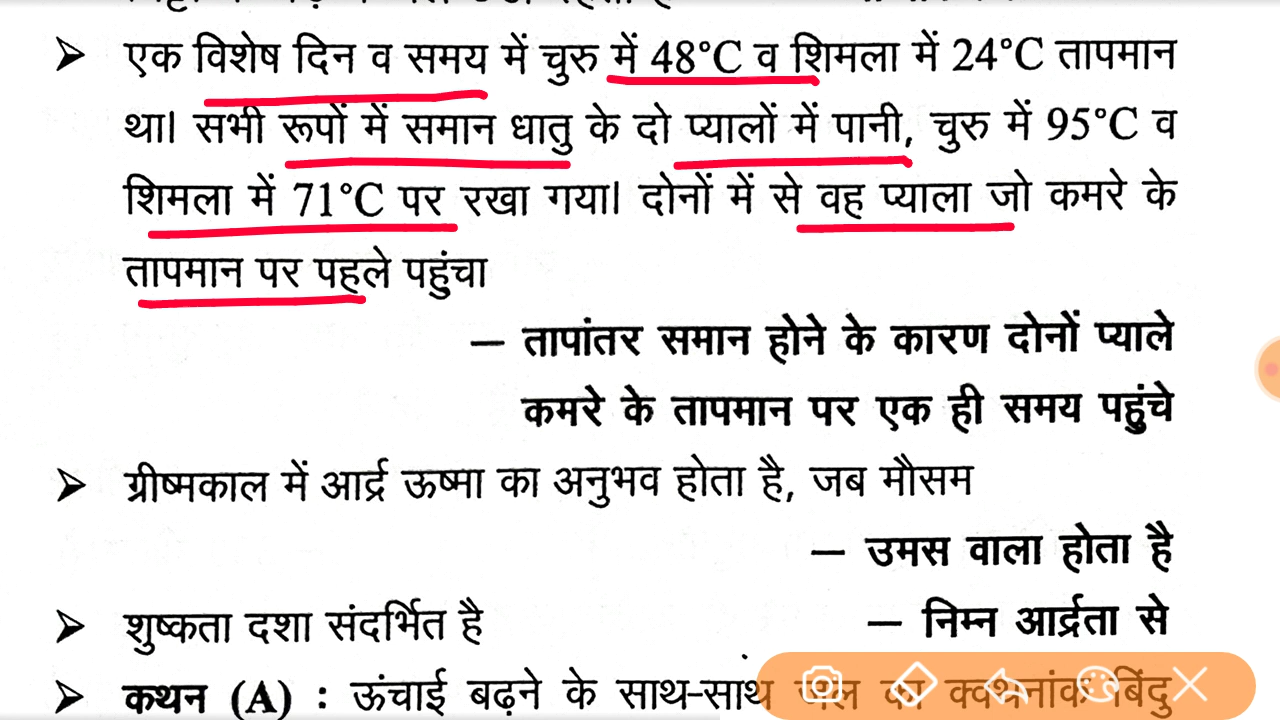 ➢ एक विशेष दिन व समय में चुरु में 48°C व शिमला में 24°C तापमान
था। सभी रूपों में समान धातु के दो प्यालों में पानी, चुरु में 95°C व
शिमला में 71°C पर रखा गया। दोनों में से वह प्याला जो कमरे के
तापमान पर पहले पहुंचा
— तापांतर समान होने के कारण दोनों प्याले
कमरे के तापमान पर एक ही समय पहुंचे
➢ ग्रीष्मकाल में आर्द्र ऊष्मा का अनुभव होता है, जब मौसम
— उमस वाला होता है
➢ शुष्कता दशा संदर्भित है — निम्न आर्द्रता से
➢ कथन (A) : ऊंचाई बढ़ने के साथ-साथ जल का क्वथनांक बिंदु